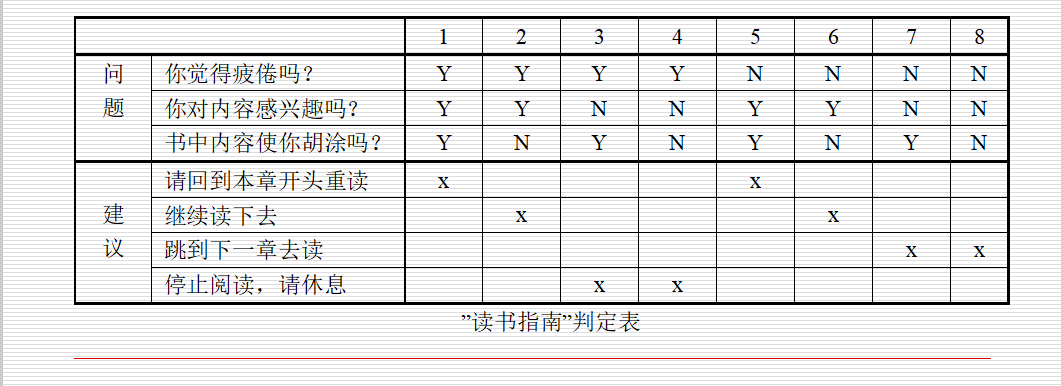 1 2 3 4 5 6 7 8
问题 你觉得疲倦吗？ Y Y Y Y N N N N
你对内容感兴趣吗？ Y Y N N Y Y N N
书中内容使你胡涂吗？ Y N Y N Y N Y N
建议 请回到本章开头重读 x x
继续读下去 x x
跳到下一章去读 x x
停止阅读，请休息 x x
”读书指南”判定表